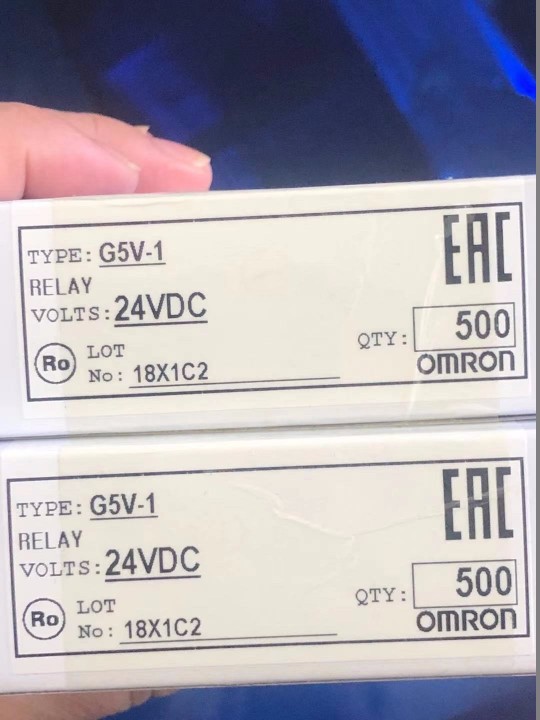 TYPE: G5V-1
EAC
RELAY
VOLTS: 24VDC
QTY: 500
Ro LOT No: 18X1C2
OMRON
TYPE: G5V-1
EAC
RELAY
VOLTS: 24VDC
QTY: 500
Ro LOT No: 18X1C2
OMRON